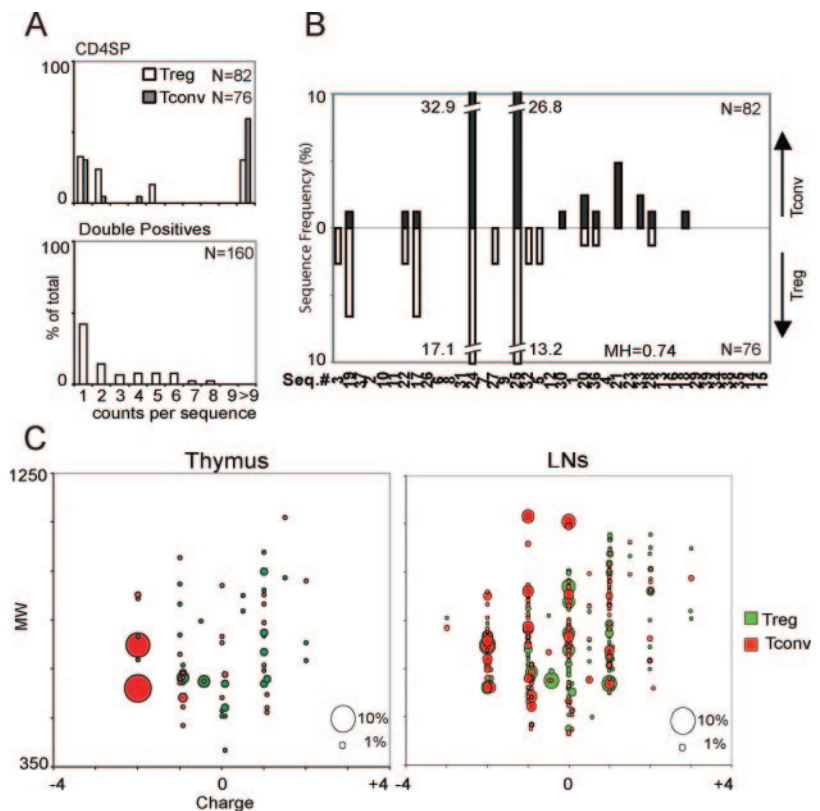 A
CD4SP
100
Treg N=82
Tconv N=76
0
Double Positives
100
N=160
% of total
0
1 2 3 4 5 6 7 8 9 >9
counts per sequence
B
10
32.9
26.8
N=82
Sequence Frequency (%)
0
Tconv
Treg
17.1
13.2
MH=0.74
N=76
10
Seq.#
C
Thymus
LNs
1250
MW
350
10%
1%
10%
1%
Treg
Tconv
-4
0
+4
-4
0
+4
Charge